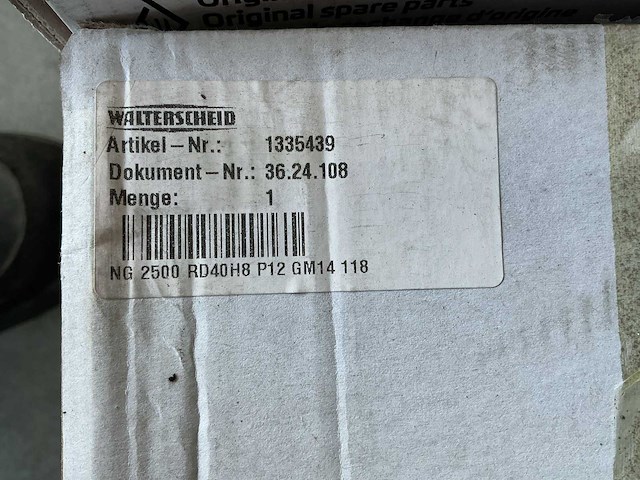 Original spare parts
d'origine
WALTERSCHEID
Artikel-Nr.: 1335439
Dokument-Nr.: 36.24.108
Menge: 1
NG 2500 RD40H8 P12 GM14 118